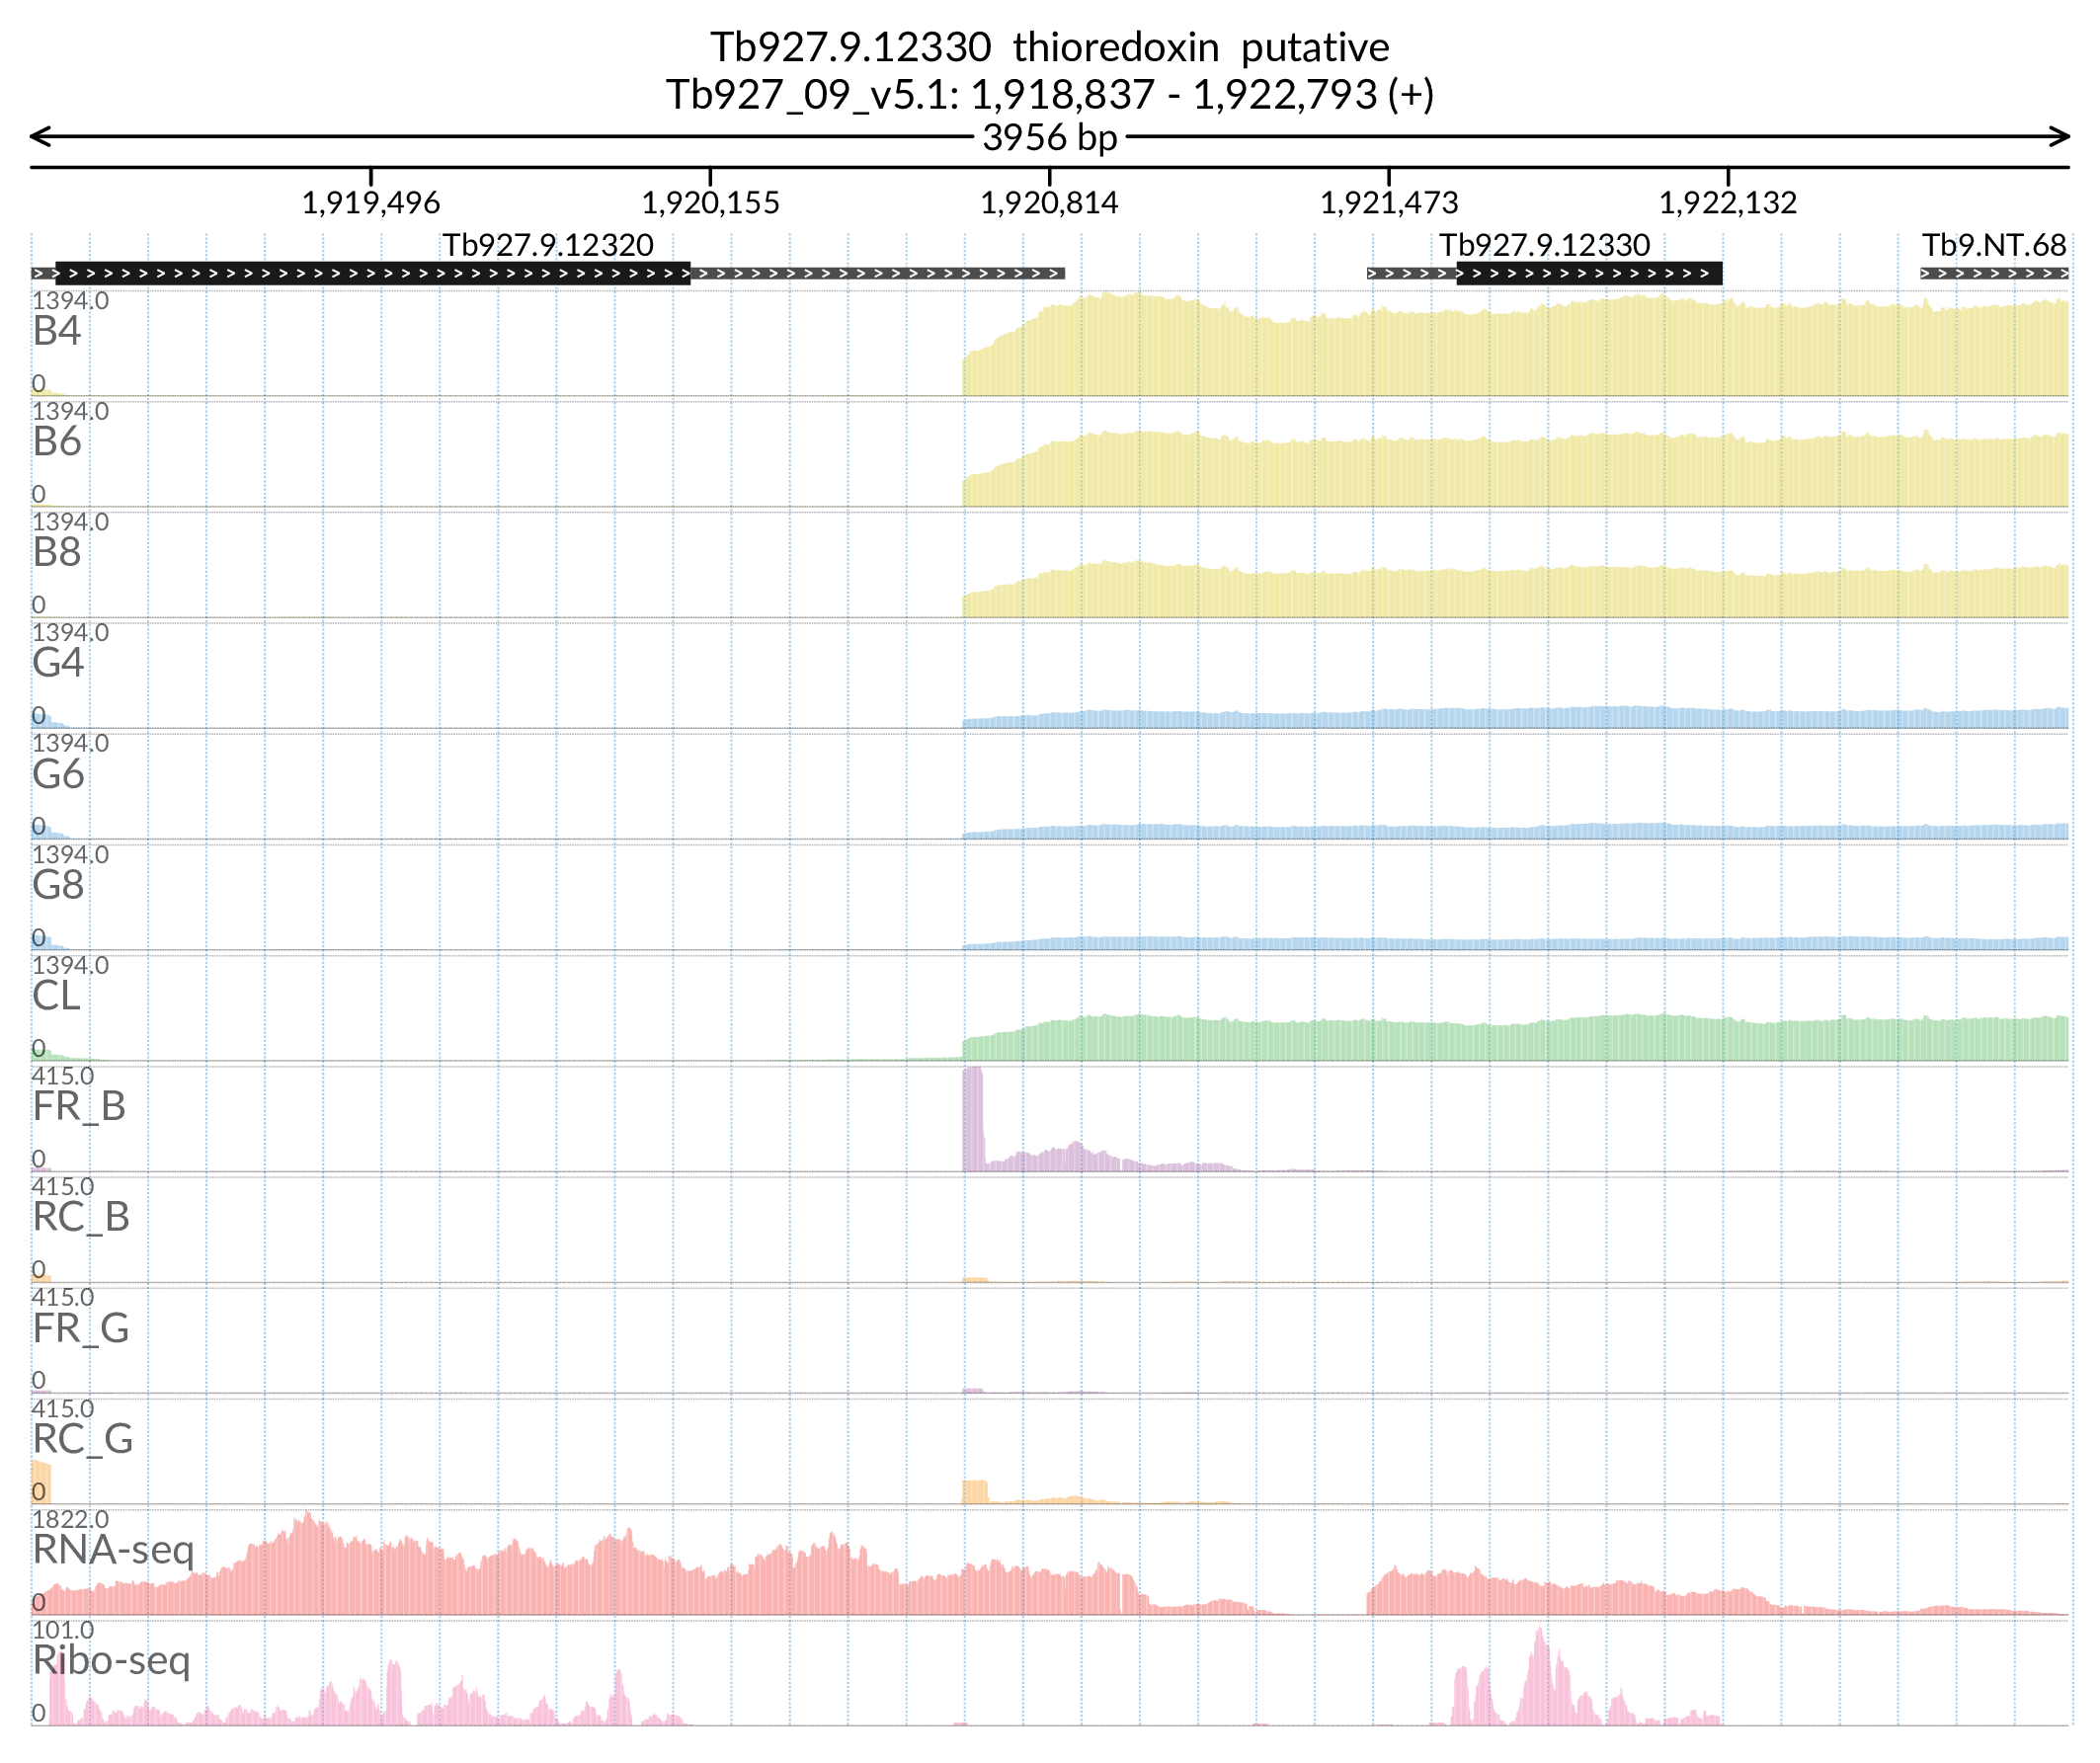 Tb927.9.12330 thioredoxin putative
Tb927_09_v5.1: 1,918,837 - 1,922,793 (+)
3956 bp
1,919,496 1,920,155 1,920,814 1,921,473 1,922,132
Tb927.9.12320 Tb927.9.12330 Tb9.NT.68
1394.0
B4
0
1394.0
B6
0
1394.0
B8
0
1394.0
G4
0
1394.0
G6
0
1394.0
G8
0
1394.0
CL
0
415.0
FR_B
0
415.0
RC_B
0
415.0
FR_G
0
415.0
RC_G
0
1822.0
RNA-seq
0
101.0
Ribo-seq
0